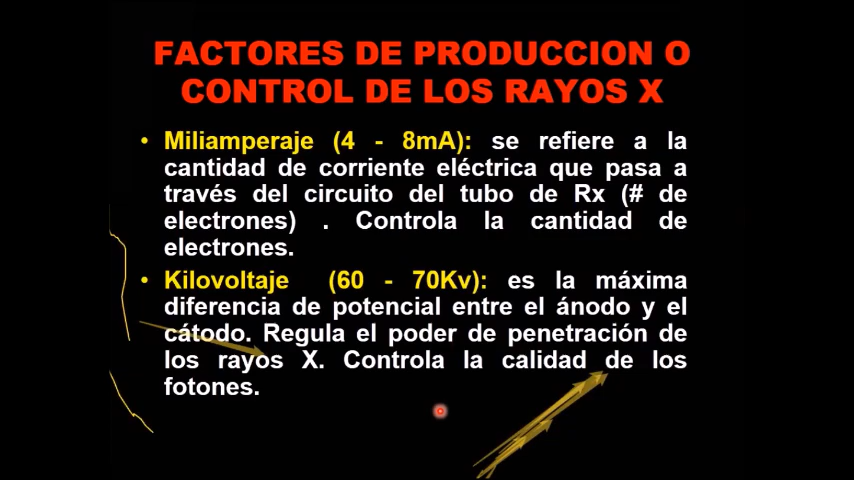 FACTORES DE PRODUCCION O
CONTROL DE LOS RAYOS X
• Miliamperaje (4 - 8mA): se refiere a la
cantidad de corriente eléctrica que pasa a
través del circuito del tubo de Rx (# de
electrones) . Controla la cantidad de
electrones.
• Kilovoltaje (60 - 70Kv): es la máxima
diferencia de potencial entre el ánodo y el
cátodo. Regula el poder de penetración de
los rayos X. Controla la calidad de los
fotones.